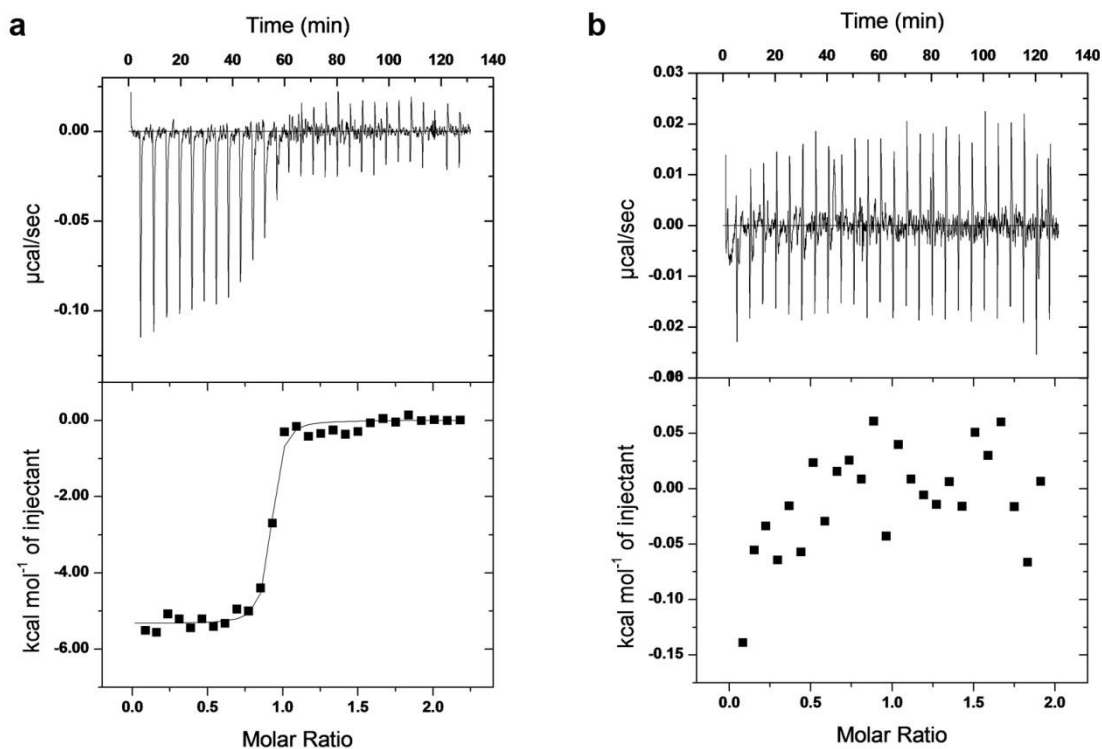 a
Time (min)
0 20 40 60 80 100 120 140
0.00
-0.05
-0.10
µcal/sec
0.00
-2.00
-4.00
-6.00
kcal mol⁻¹ of injectant
0.0 0.5 1.0 1.5 2.0
Molar Ratio
b
Time (min)
0 20 40 60 80 100 120 140
0.03
0.02
0.01
0.00
-0.01
-0.02
µcal/sec
0.05
0.00
-0.05
-0.10
-0.15
kcal mol⁻¹ of injectant
0.0 0.5 1.0 1.5 2.0
Molar Ratio